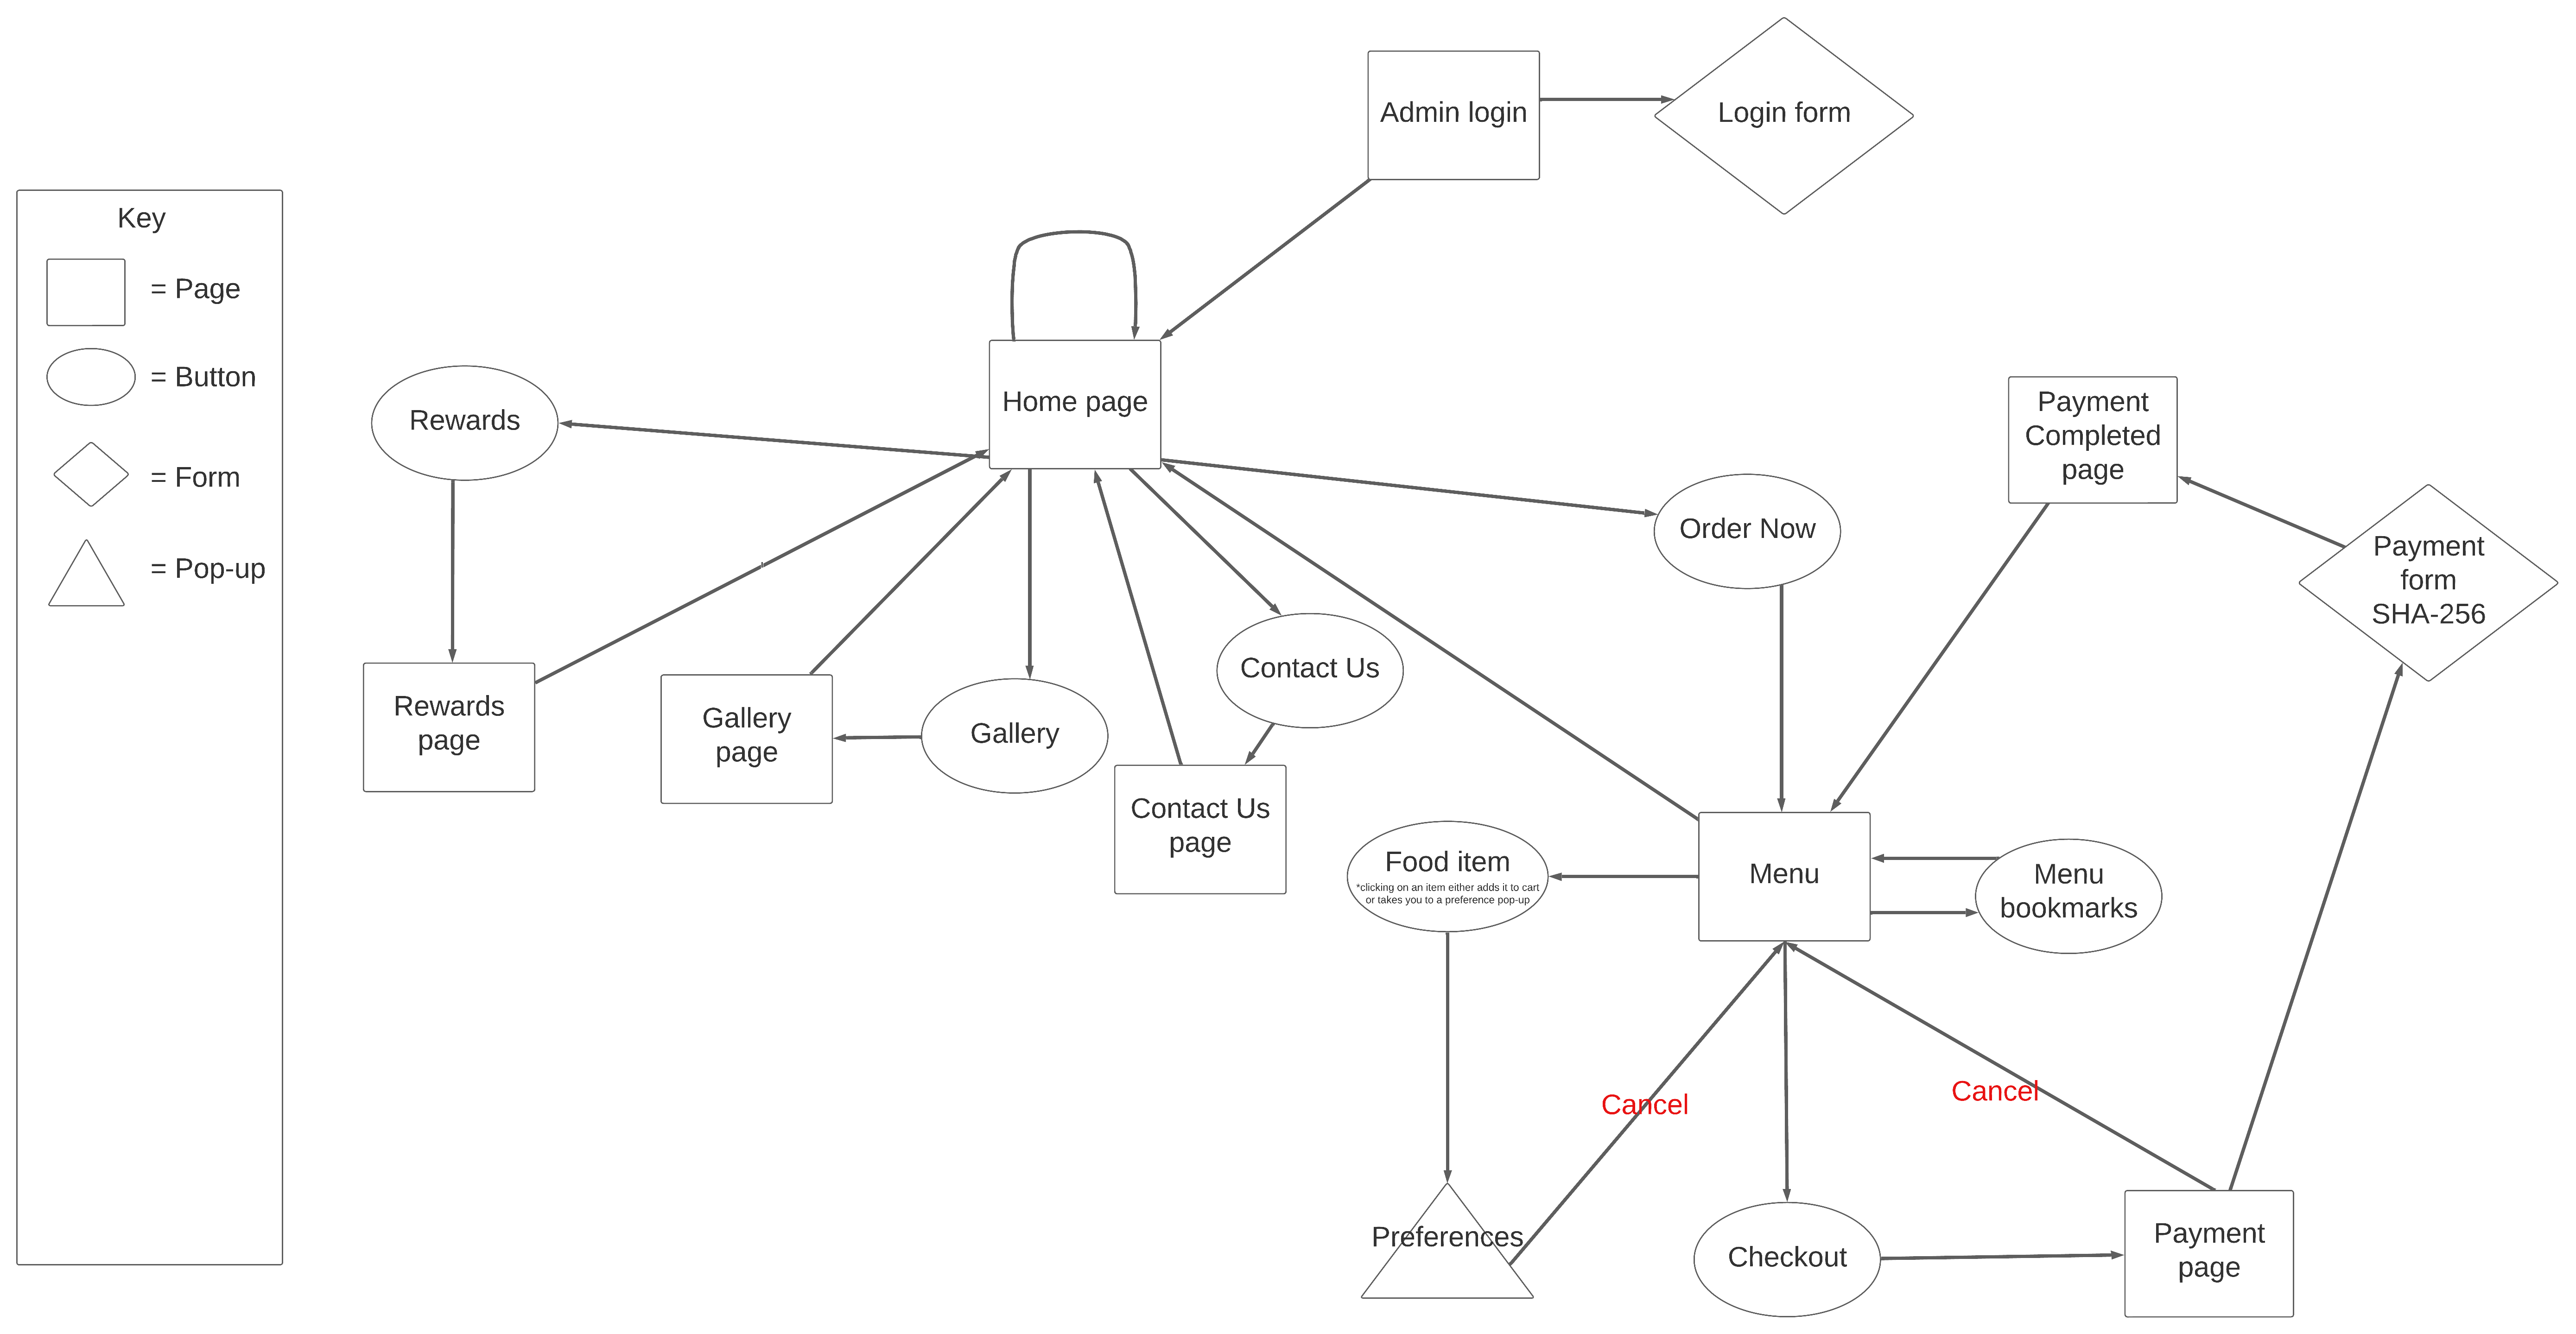 Admin login
Login form
Key
= Page
= Button
= Form
= Pop-up
Home page
Rewards
Payment
Completed
page
Order Now
Payment
form
SHA-256
Contact Us
Rewards
page
Gallery
page
Gallery
Contact Us
page
Food item
*clicking on an item either adds it to cart
or takes you to a preference pop-up
Menu
Menu
bookmarks
Cancel
Cancel
Preferences
Checkout
Payment
page